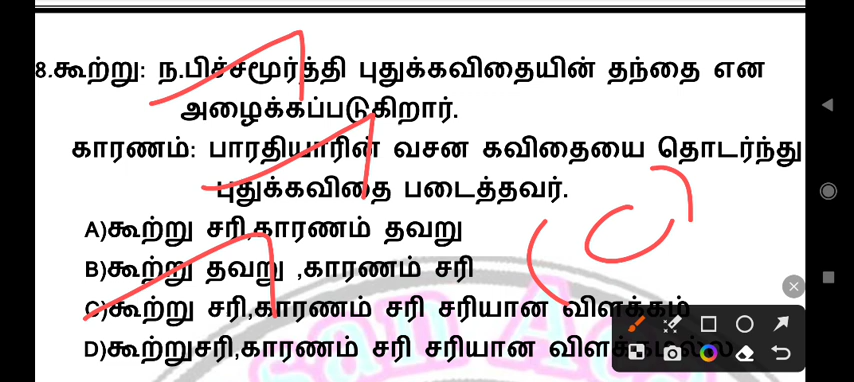 8.கூற்று: ந.பிச்சமூர்த்தி புதுக்கவிதையின் தந்தை என
அழைக்கப்படுகிறார்.
காரணம்: பாரதியாரின் வசன கவிதையை தொடர்ந்து
புதுக்கவிதை படைத்தவர்.
A)கூற்று சரி,காரணம் தவறு
B)கூற்று தவறு ,காரணம் சரி
C)கூற்று சரி,காரணம் சரி சரியான விளக்கம்
D)கூற்றுசரி,காரணம் சரி சரியான விளக்கமல்ல